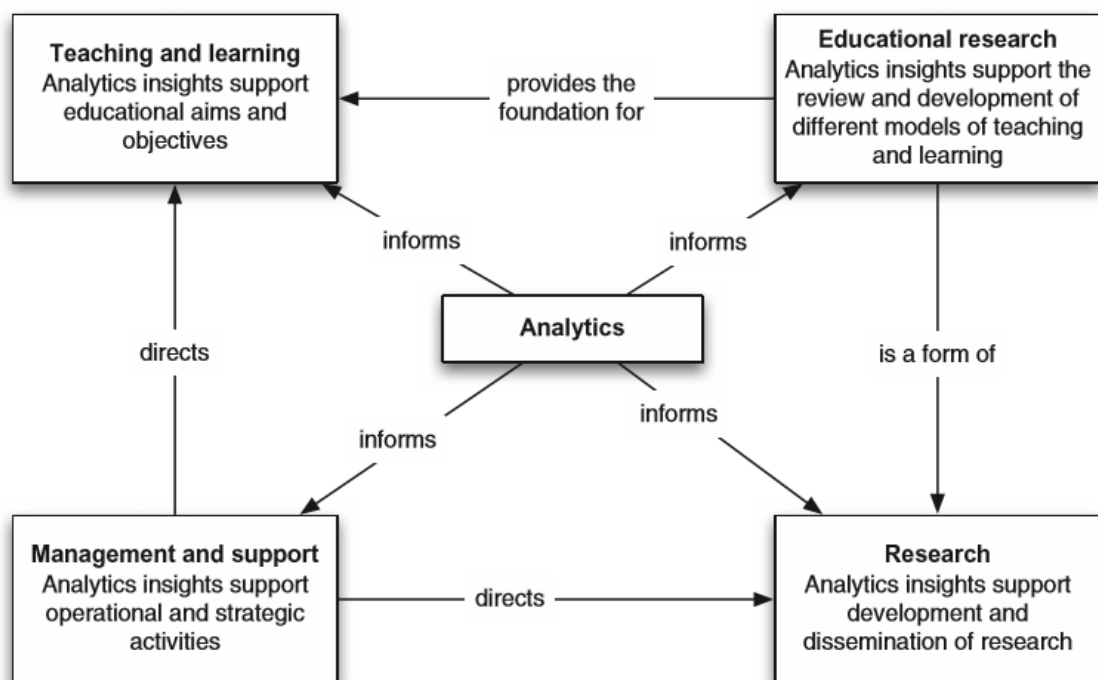 Teaching and learning
Analytics insights support
educational aims and
objectives
provides the
foundation for
Educational research
Analytics insights support the
review and development of
different models of teaching
and learning
informs
informs
Analytics
directs
is a form of
informs
informs
Management and support
Analytics insights support
operational and strategic
activities
directs
Research
Analytics insights support
development and
dissemination of research